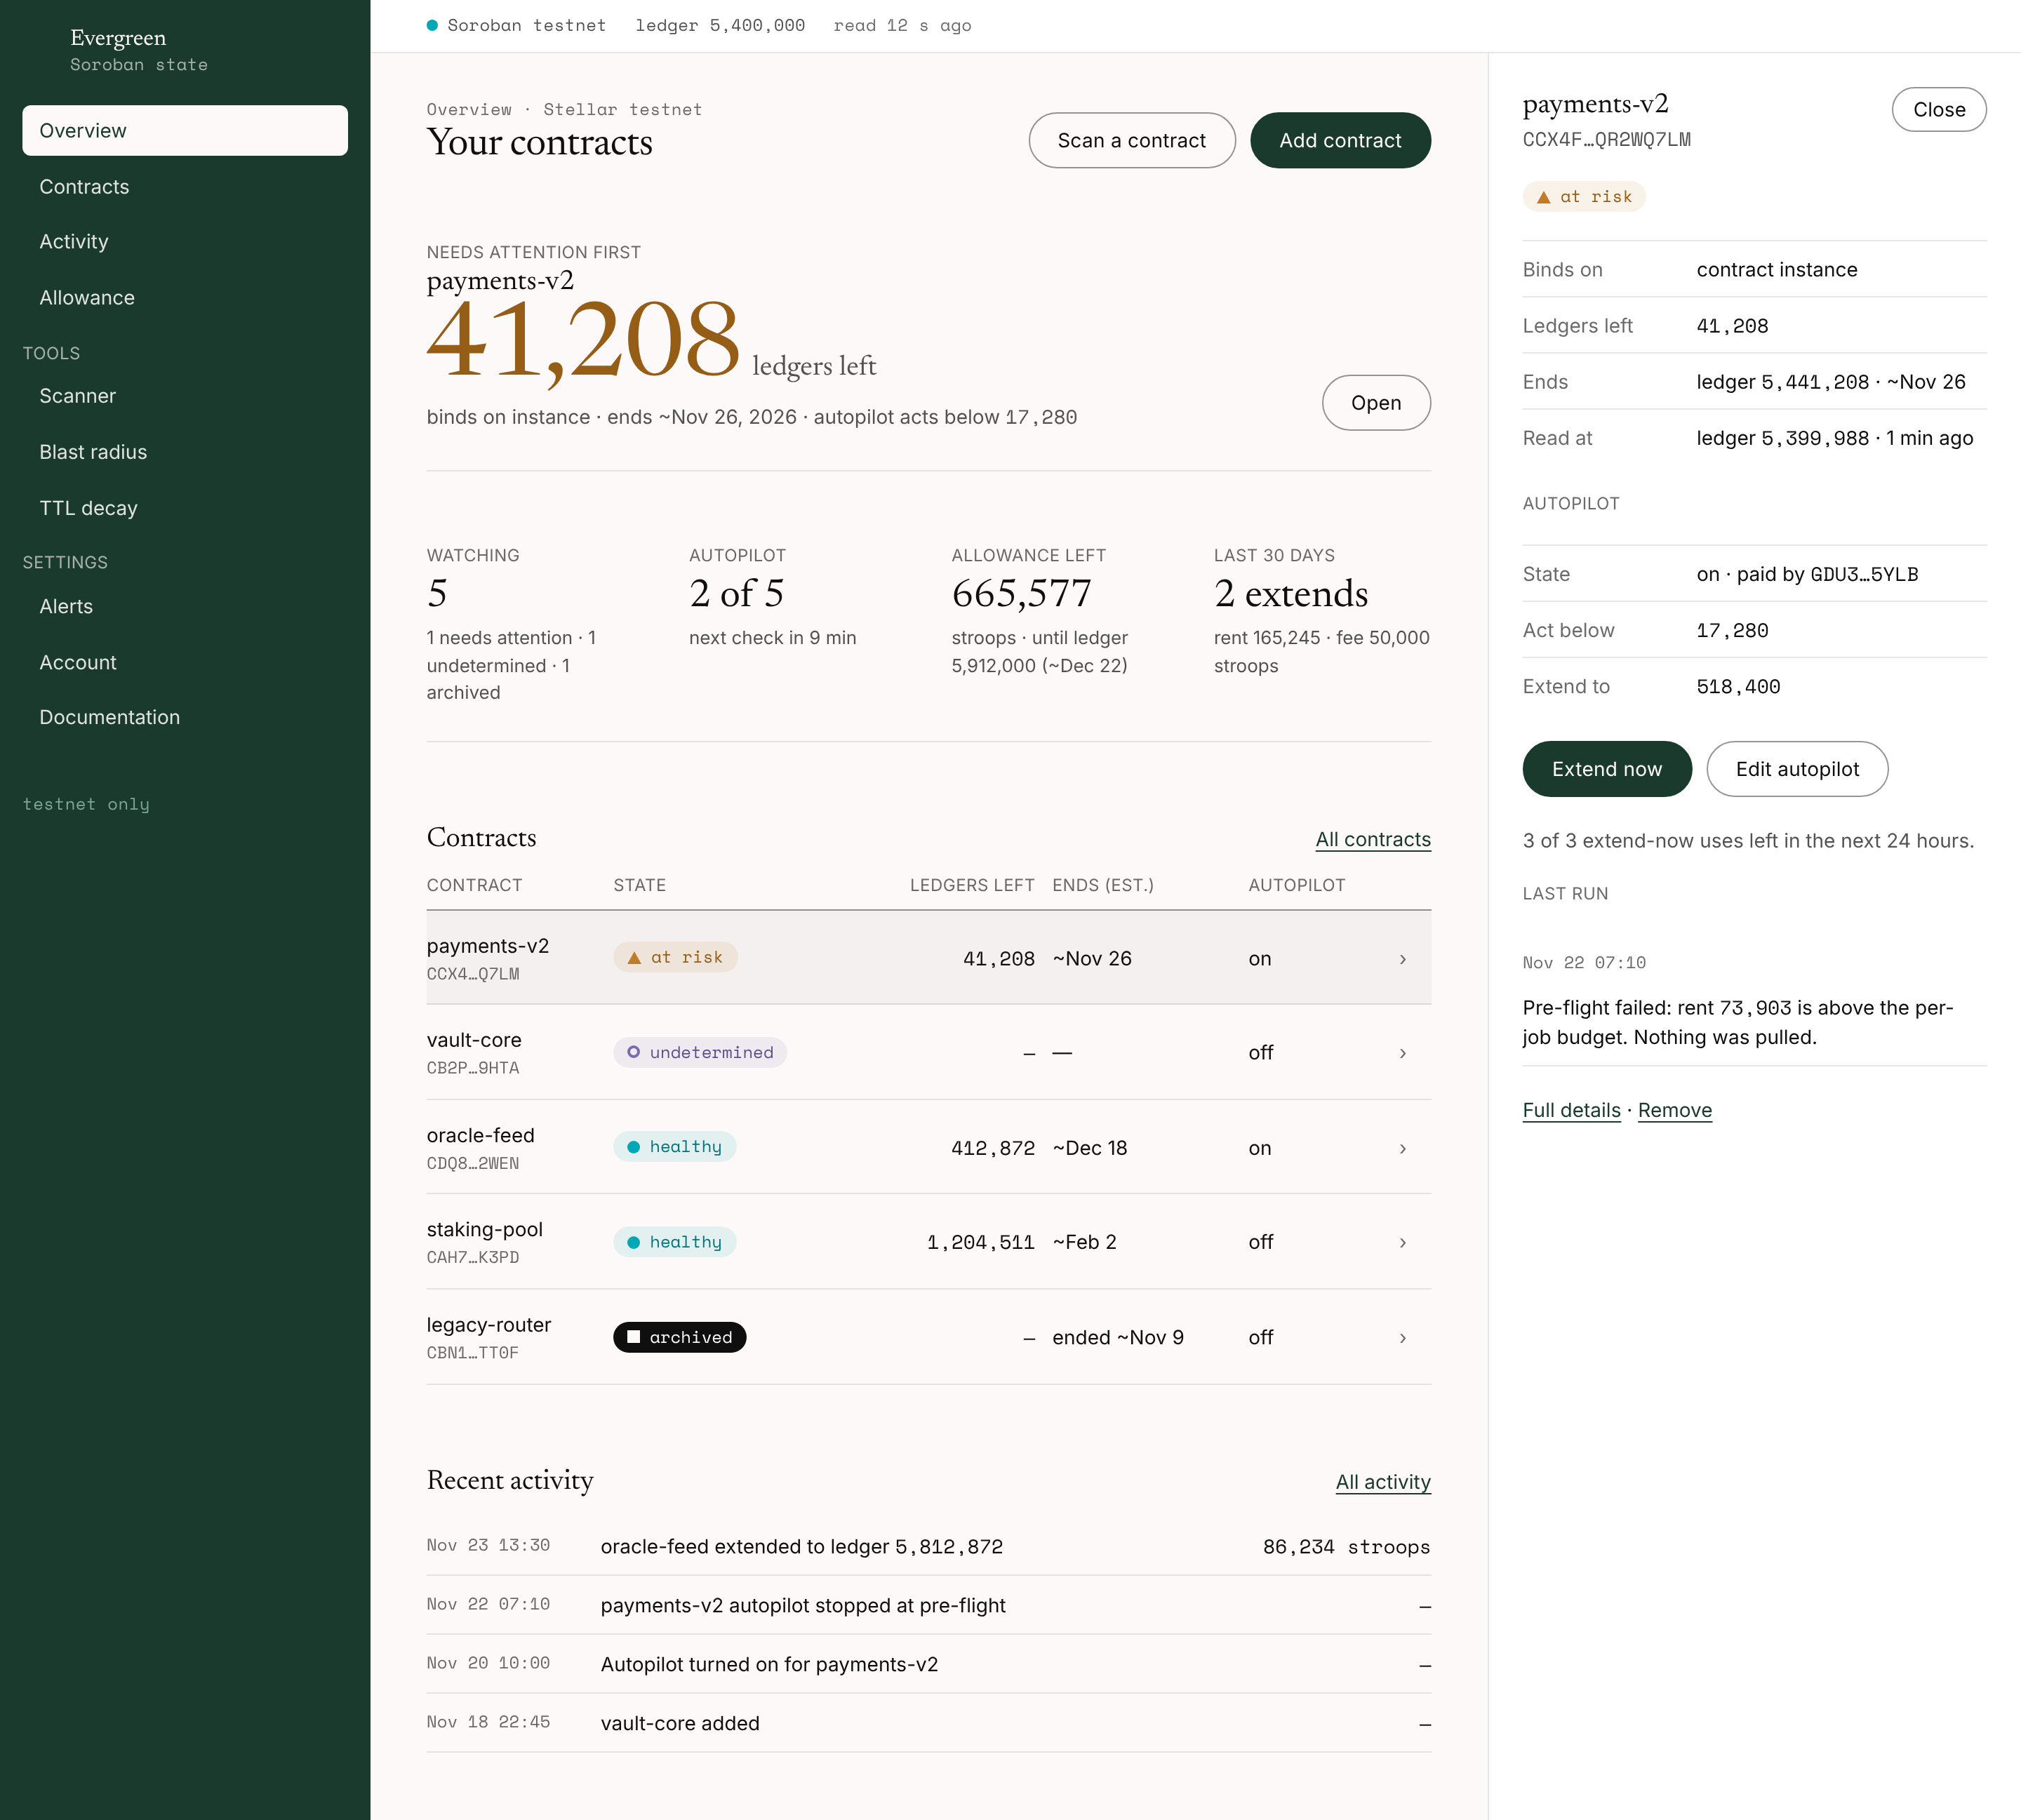 Evergreen
Soroban state
Overview
Contracts
Activity
Allowance
TOOLS
Scanner
Blast radius
TTL decay
SETTINGS
Alerts
Account
Documentation
testnet only
Soroban testnet ledger 5,400,000 read 12 s ago
Overview · Stellar testnet
Your contracts
Scan a contract
Add contract
NEEDS ATTENTION FIRST
payments-v2
41,208 ledgers left
binds on instance · ends ~Nov 26, 2026 · autopilot acts below 17,280
Open
WATCHING
5
1 needs attention · 1
undetermined · 1
archived
AUTOPILOT
2 of 5
next check in 9 min
ALLOWANCE LEFT
665,577
stroops · until ledger
5,912,000 (~Dec 22)
LAST 30 DAYS
2 extends
rent 165,245 · fee 50,000
stroops
Contracts
All contracts
CONTRACT STATE LEDGERS LEFT ENDS (EST.) AUTOPILOT
payments-v2
CCX4…Q7LM
at risk 41,208 ~Nov 26 on ›
vault-core
CB2P…9HTA
undetermined – — off ›
oracle-feed
CDQ8…2WEN
healthy 412,872 ~Dec 18 on ›
staking-pool
CAH7…K3PD
healthy 1,204,511 ~Feb 2 off ›
legacy-router
CBN1…TT0F
archived – ended ~Nov 9 off ›
Recent activity
All activity
Nov 23 13:30 oracle-feed extended to ledger 5,812,872 86,234 stroops
Nov 22 07:10 payments-v2 autopilot stopped at pre-flight –
Nov 20 10:00 Autopilot turned on for payments-v2 –
Nov 18 22:45 vault-core added –
payments-v2
CCX4F…QR2WQ7LM
Close
at risk
Binds on contract instance
Ledgers left 41,208
Ends ledger 5,441,208 · ~Nov 26
Read at ledger 5,399,988 · 1 min ago
AUTOPILOT
State on · paid by GDU3…5YLB
Act below 17,280
Extend to 518,400
Extend now
Edit autopilot
3 of 3 extend-now uses left in the next 24 hours.
LAST RUN
Nov 22 07:10
Pre-flight failed: rent 73,903 is above the per-
job budget. Nothing was pulled.
Full details · Remove